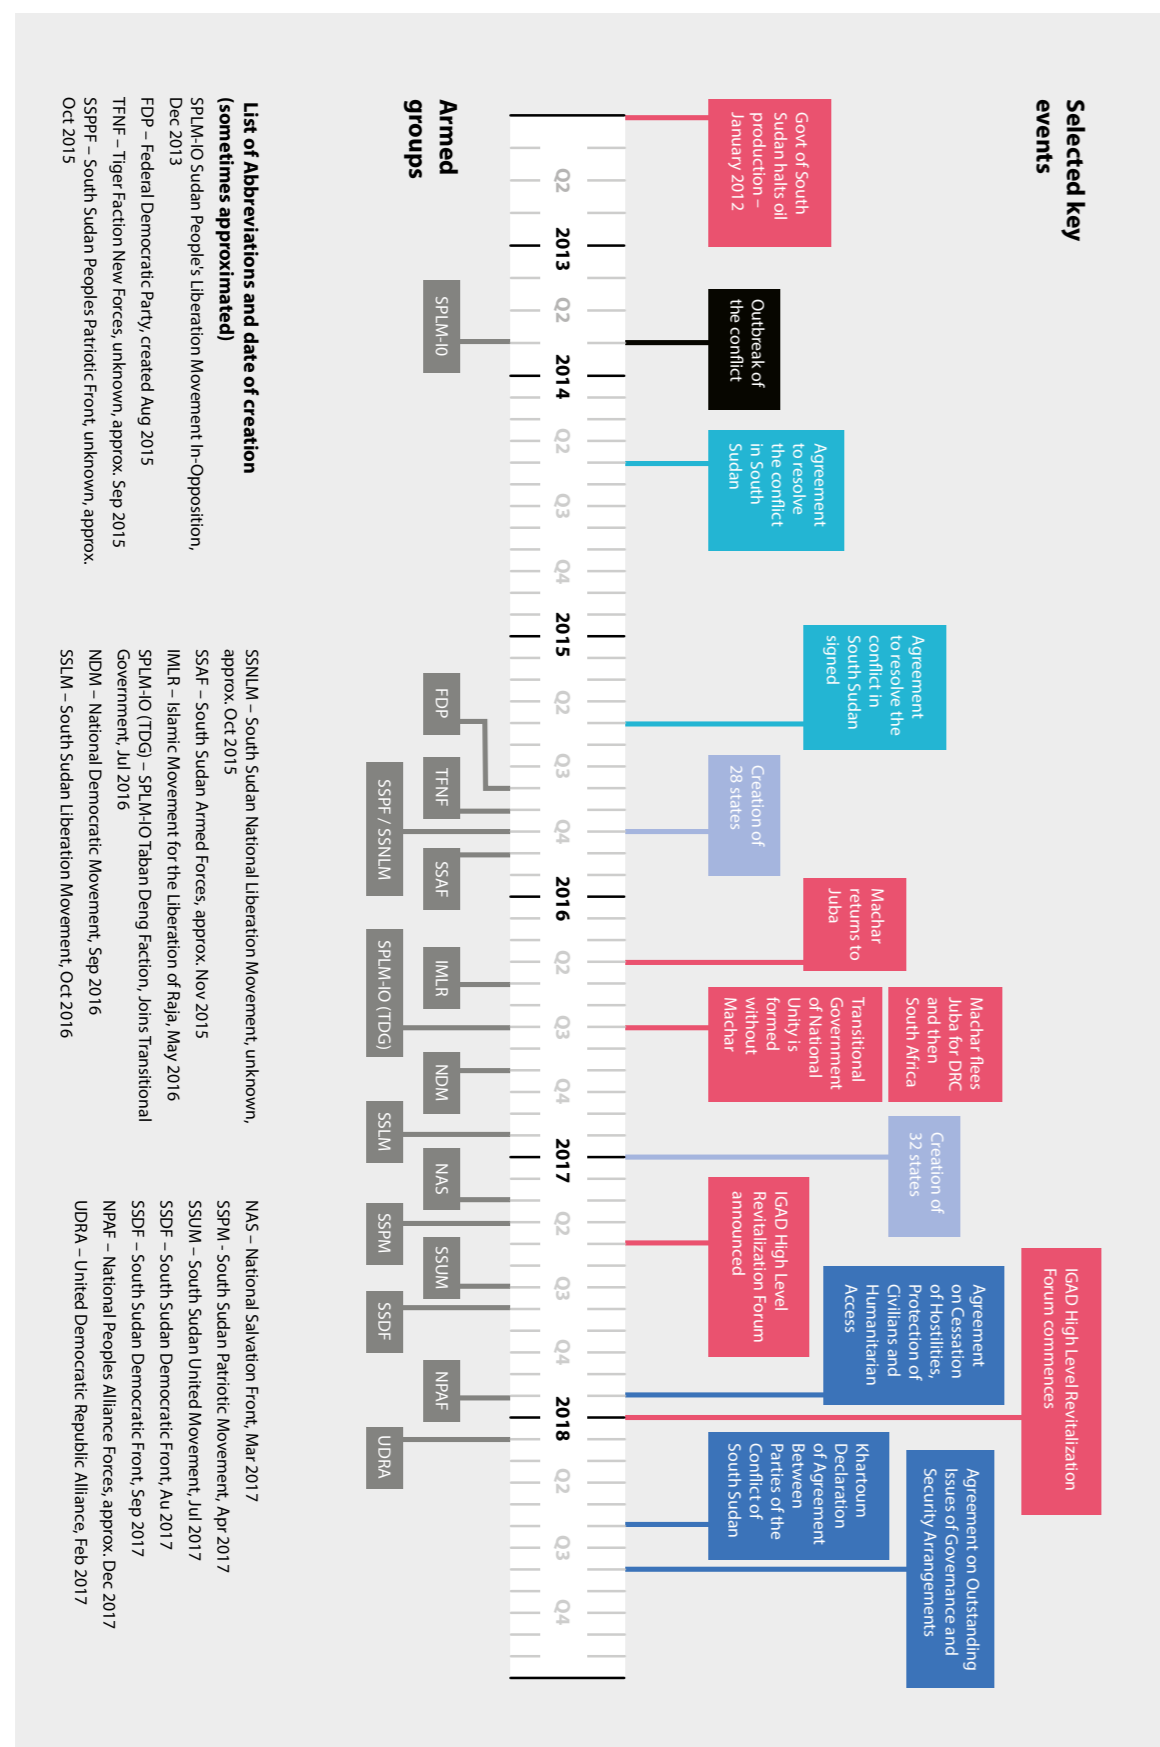 Selected key
events
Govt of South
Sudan halts oil
production –
January 2012
Outbreak of
the conflict
Agreement
to resolve
the conflict
in South
Sudan
Agreement
to resolve the
conflict in
South Sudan
signed
Creation of
28 states
Machar
returns to
Juba
Machar flees
Juba for DRC
and then
South Africa
Transitional
Government
of National
Unity is
formed
without
Machar
Creation of
32 states
IGAD High Level
Revitalization Forum
announced
IGAD High Level Revitalization
Forum commences
Agreement
on Cessation
of Hostilities,
Protection of
Civilians and
Humanitarian
Access
Khartoum
Declaration
of Agreement
Between
Parties of the
Conflict of
South Sudan
Agreement on Outstanding
Issues of Governance and
Security Arrangements
Q2 2013 Q2 2014 Q2 Q3 Q4 2015 Q2 Q3 Q4 2016 Q2 Q3 Q4 2017 Q2 Q3 Q4 2018 Q2 Q3 Q4
Armed
groups
SPLM-I0
FDP
TFNF
SSPF / SSNLM
SSAF
SPLM-IO (TDG)
IMLR
NDM
SSLM
NAS
SSPM
SSUM
SSDF
NPAF
UDRA
List of Abbreviations and date of creation
(sometimes approximated)
SPLM-IO Sudan People's Liberation Movement In-Opposition,
Dec 2013
FDP – Federal Democratic Party, created Aug 2015
TFNF – Tiger Faction New Forces, unknown, approx. Sep 2015
SSPPF – South Sudan Peoples Patriotic Front, unknown, approx.
Oct 2015
SSNLM – South Sudan National Liberation Movement, unknown,
approx. Oct 2015
SSAF – South Sudan Armed Forces, approx. Nov 2015
IMLR – Islamic Movement for the Liberation of Raja, May 2016
SPLM-IO (TDG) – SPLM-IO Taban Deng Faction, Joins Transitional
Government, Jul 2016
NDM – National Democratic Movement, Sep 2016
SSLM – South Sudan Liberation Movement, Oct 2016
NAS – National Salvation Front, Mar 2017
SSPM - South Sudan Patriotic Movement, Apr 2017
SSUM – South Sudan United Movement, Jul 2017
SSDF – South Sudan Democratic Front, Au 2017
SSDF – South Sudan Democratic Front, Sep 2017
NPAF – National Peoples Alliance Forces, approx. Dec 2017
UDRA – United Democratic Republic Alliance, Feb 2017